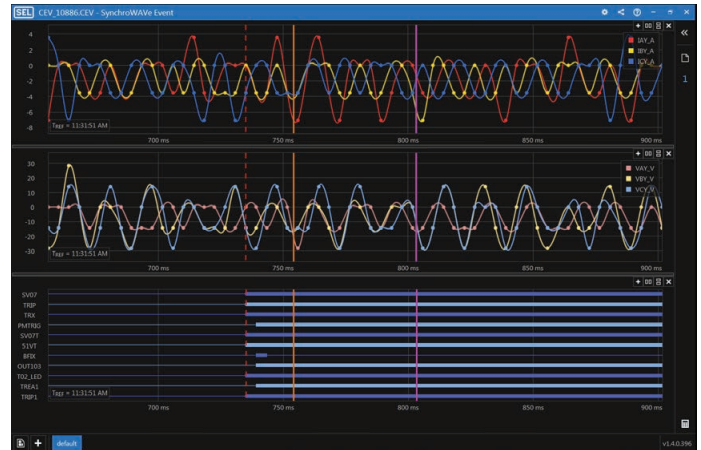 SEL CEV_10886.CEV - SynchroWAVe Event
4
2
0
-2
-4
-6
-8
IAY_A
IBY_A
ICY_A
TRIG = 11:31:51 AM
700 ms
750 ms
800 ms
850 ms
900 ms
1
30
20
10
0
-10
-20
-30
VAY_V
VBY_V
VCY_V
TRIG = 11:31:51 AM
700 ms
750 ms
800 ms
850 ms
900 ms
SV07
TRIP
TRX
PMTRIG
SV07T
51VT
BFIX
OUT103
T02_LED
TREA1
TRIP1
TRIG = 11:31:51 AM
700 ms
750 ms
800 ms
850 ms
900 ms
default
v1.4.0.396